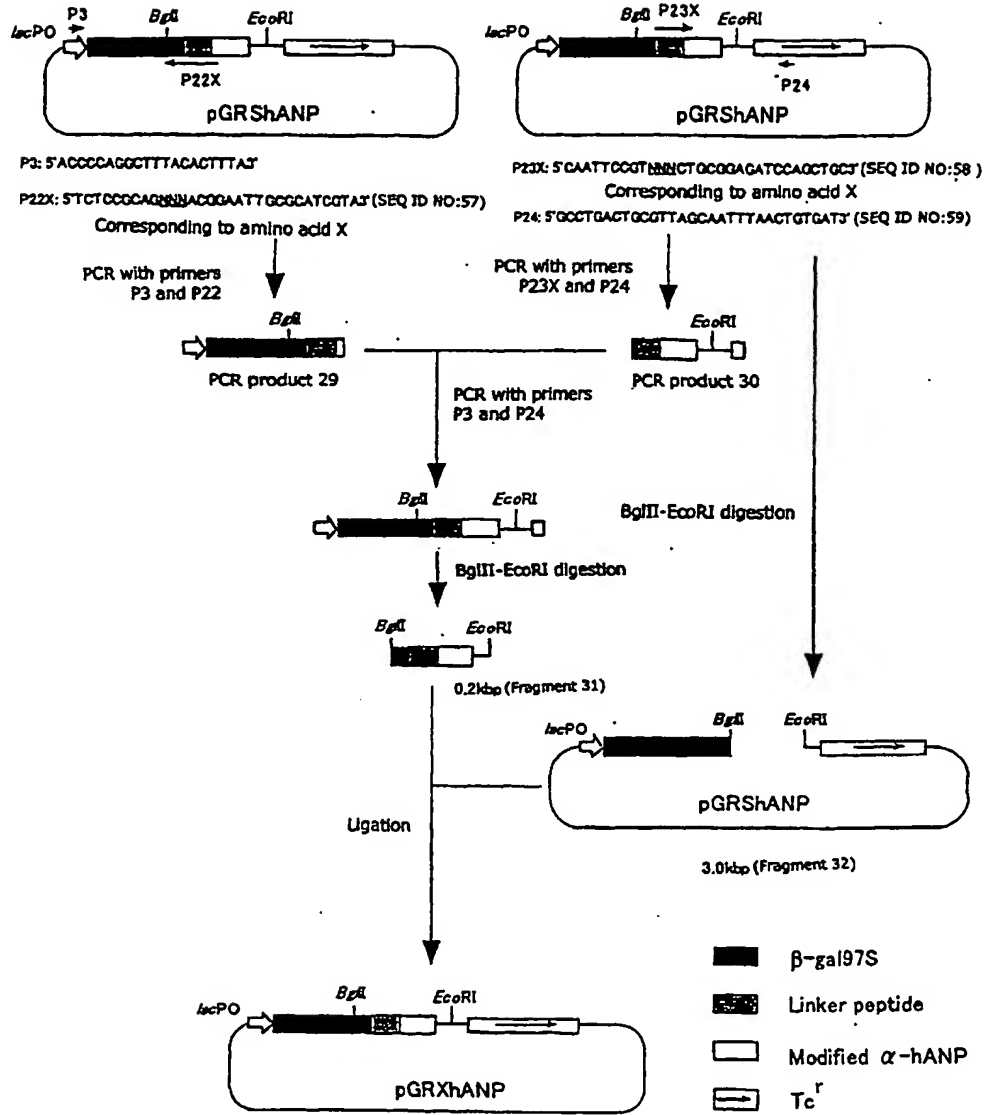 P3
BglII
EcoRI
lacPO
P22X
pGRShANP
BglII
P23X
EcoRI
lacPO
P24
pGRShANP
P3: 5'ACCCCAGGCTTTACACTTTA3'
P22X: 5'TCTCCGCAGNNNACGGAATTGCGCATCGTA3' (SEQ ID NO:57)
Corresponding to amino acid X
P23X: 5'CAATTCCGTNNNCTGCGGAGATCCAGCTGC3' (SEQ ID NO:58)
Corresponding to amino acid X
P24: 5'GCCTGACTGCGTTAGCAATTTAACTGTGAT3' (SEQ ID NO:59)
PCR with primers
P3 and P22
PCR with primers
P23X and P24
BglII
PCR product 29
EcoRI
PCR product 30
PCR with primers
P3 and P24
BglII
EcoRI
BglII-EcoRI digestion
BglII-EcoRI digestion
BglII
EcoRI
0.2kbp (Fragment 31)
lacPO
BglII
EcoRI
pGRShANP
3.0kbp (Fragment 32)
Ligation
lacPO
BglII
EcoRI
pGRXhANP
β-gal97S
Linker peptide
Modified α-hANP
Tc r